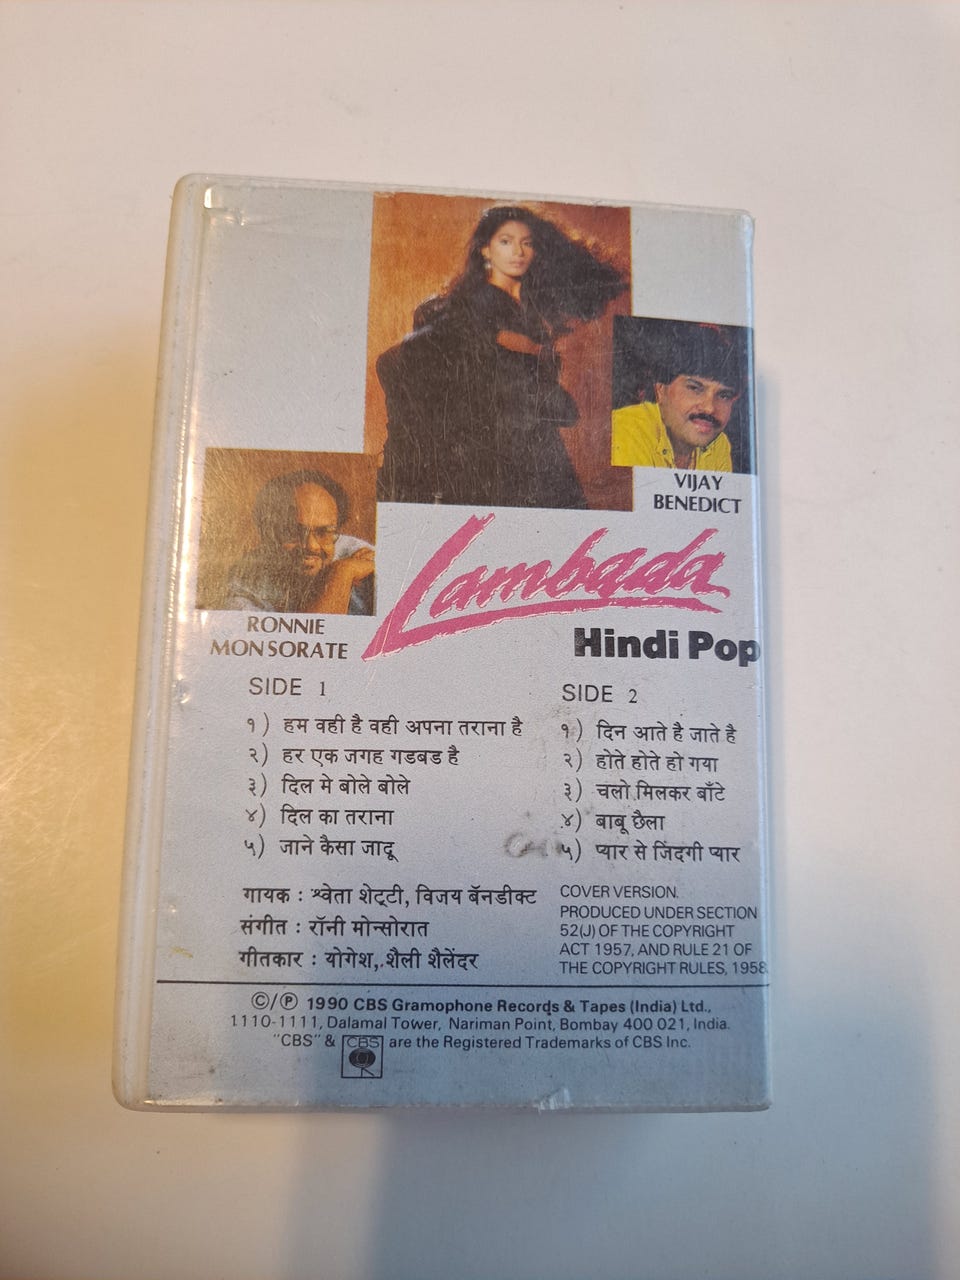 VIJAY
BENEDICT
Lambada
RONNIE
MONSORATE
Hindi Pop
SIDE 1
१) हम वही है वही अपना तराना है
२) हर एक जगह गडबड है
३) दिल मे बोले बोले
४) दिल का तराना
५) जाने कैसा जादू
SIDE 2
१) दिन आते है जाते है
२) होते होते हो गया
३) चलो मिलकर बाँटे
४) बाबू छैला
५) प्यार से जिंदगी प्यार
गायक : श्वेता शेट्टी, विजय बॅनडीक्ट
संगीत : रॉनी मोन्सोरात
गीतकार : योगेश, शैली शैलेंदर
COVER VERSION.
PRODUCED UNDER SECTION
52(J) OF THE COPYRIGHT
ACT 1957, AND RULE 21 OF
THE COPYRIGHT RULES, 1958.
©/℗ 1990 CBS Gramophone Records & Tapes (India) Ltd.,
1110-1111, Dalamal Tower, Nariman Point, Bombay 400 021, India.
"CBS" & CBS are the Registered Trademarks of CBS Inc.